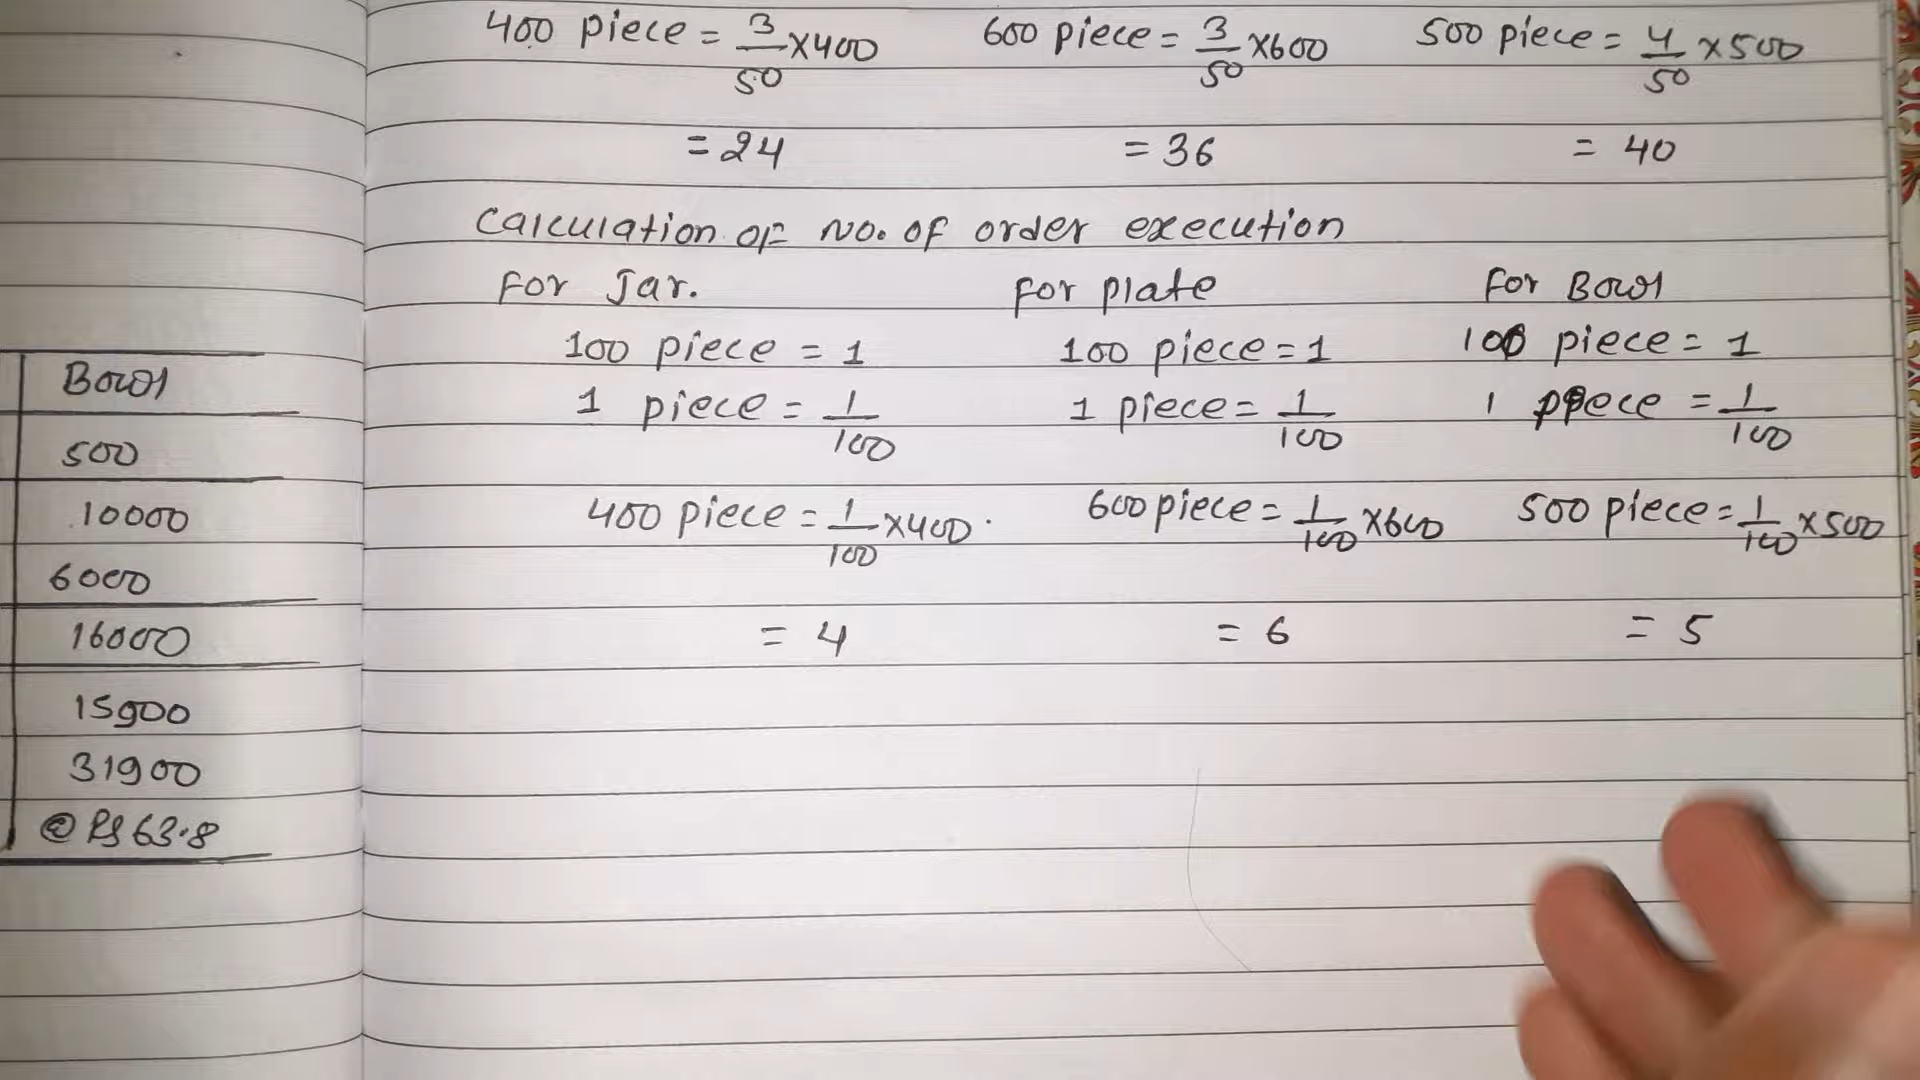 400 piece = 3/50 x400 600 piece = 3/50 x600 500 piece = 4/50 x 500
= 24 = 36 = 40
Calculation of No. of order execution
For Jar. For plate For Bowl
100 piece = 1 100 piece = 1 100 piece = 1
1 piece = 1/100 1 piece = 1/100 1 piece = 1/100
400 piece = 1/100 x400 600 piece = 1/100 x600 500 piece = 1/100 x 500
= 4 = 6 = 5
Bowl
500
10000
6000
16000
15900
31900
@ Rs 63.8